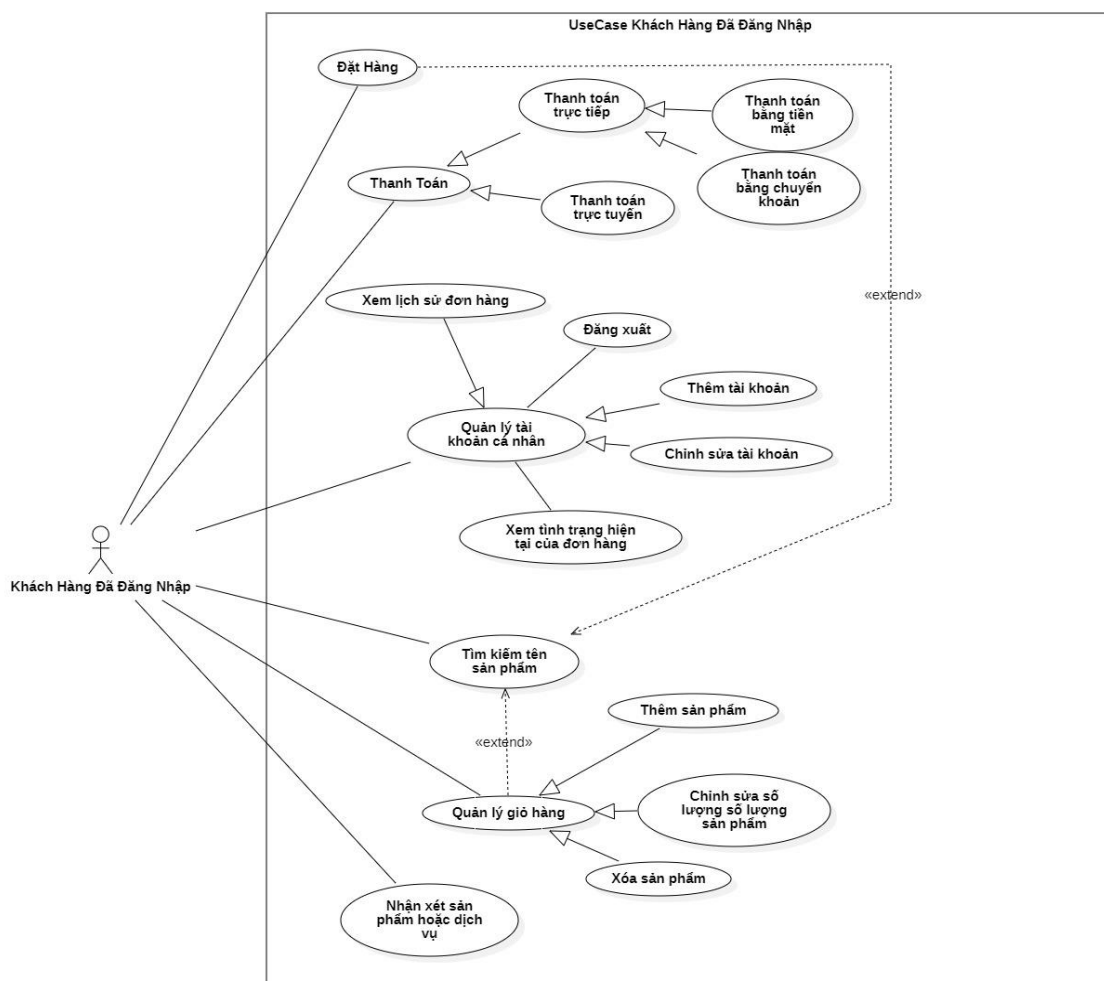 UseCase Khách Hàng Đã Đăng Nhập
Đặt Hàng
Thanh toán
trực tiếp
Thanh toán
bằng tiền
mặt
Thanh Toán
Thanh toán
bằng chuyển
khoản
Thanh toán
trực tuyến
«extend»
Xem lịch sử đơn hàng
Đăng xuất
Thêm tài khoản
Quản lý tài
khoản cá nhân
Chỉnh sửa tài khoản
Xem tình trạng hiện
tại của đơn hàng
Khách Hàng Đã Đăng Nhập
Tìm kiếm tên
sản phẩm
Thêm sản phẩm
«extend»
Quản lý giỏ hàng
Chỉnh sửa số
lượng số lượng
sản phẩm
Xóa sản phẩm
Nhận xét sản
phẩm hoặc dịch
vụ